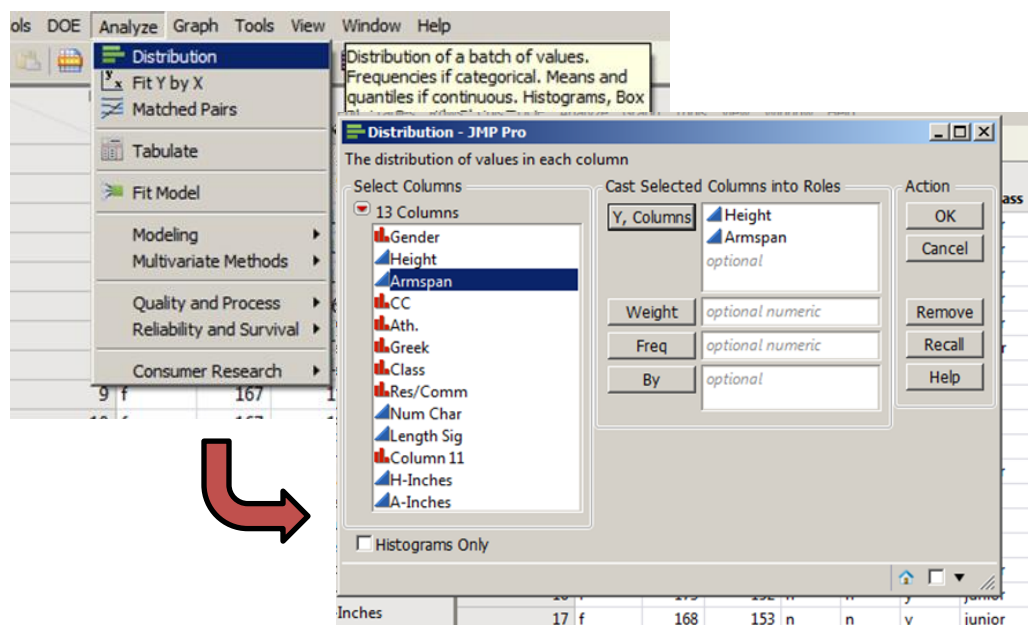 ols DOE Analyze Graph Tools View Window Help
Distribution
Fit Y by X
Matched Pairs
Tabulate
Fit Model
Modeling
Multivariate Methods
Quality and Process
Reliability and Survival
Consumer Research
Distribution of a batch of values.
Frequencies if categorical. Means and
quantiles if continuous. Histograms, Box
9 f 167 1
Distribution - JMP Pro
The distribution of values in each column
Select Columns
13 Columns
Gender
Height
Armspan
CC
Ath.
Greek
Class
Res/Comm
Num Char
Length Sig
Column 11
H-Inches
A-Inches
Histograms Only
Cast Selected Columns into Roles
Y, Columns
Height
Armspan
optional
Weight optional numeric
Freq optional numeric
By optional
Action
OK
Cancel
Remove
Recall
Help
ass
junior
-Inches
17 f 168 153 n n y junior